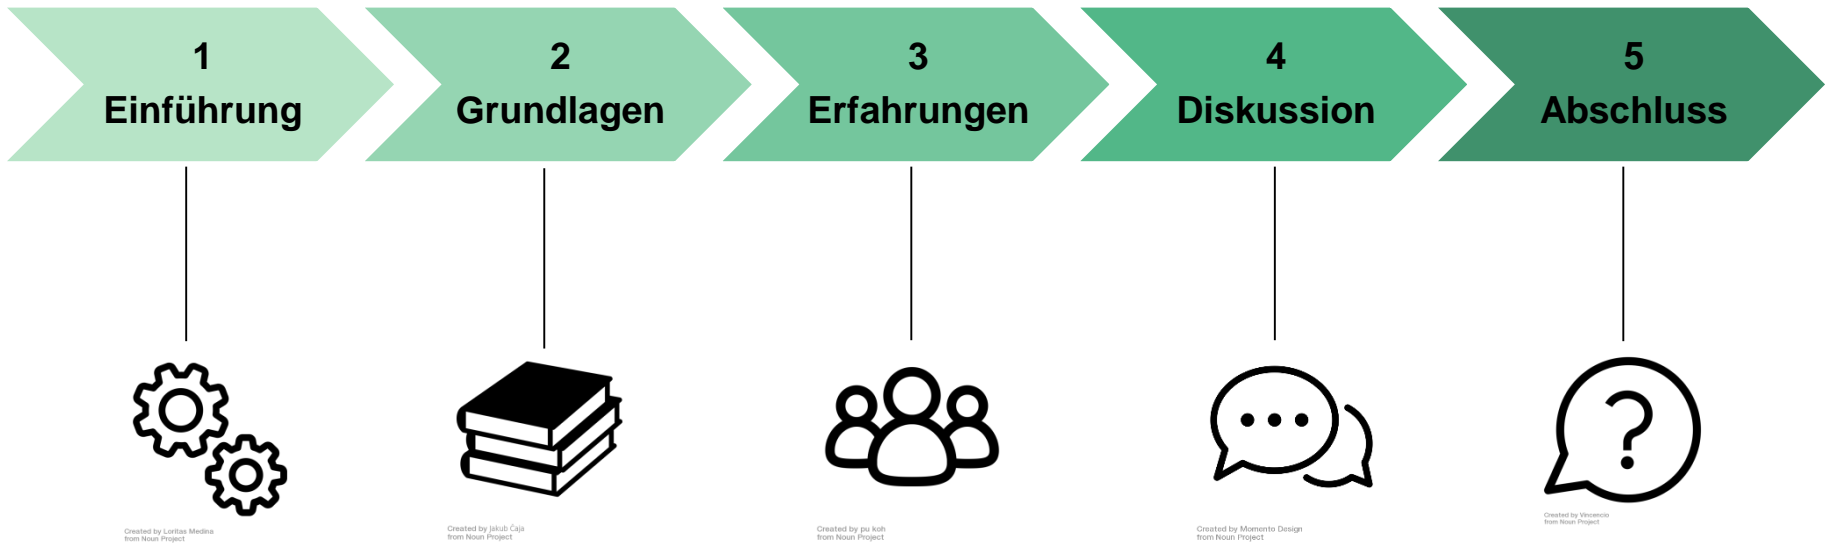 1
Einführung
2
Grundlagen
3
Erfahrungen
4
Diskussion
5
Abschluss
Created by Loritas Medina
from Noun Project
Created by Jakub Čaja
from Noun Project
Created by pu koh
from Noun Project
Created by Momento Design
from Noun Project
Created by Vincencio
from Noun Project